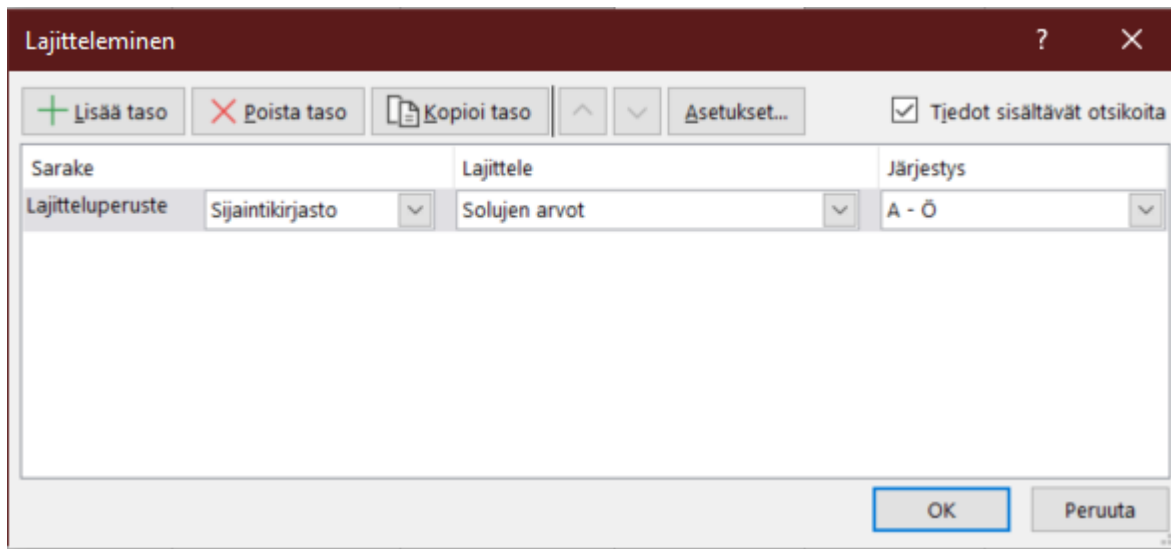 Lajitteleminen ?
Lisää taso Poista taso Kopioi taso Asetukset... Tiedot sisältävät otsikoita
Sarake Lajittele Järjestys
Lajitteluperuste Sijaintikirjasto Solujen arvot A - Ö
OK Peruuta